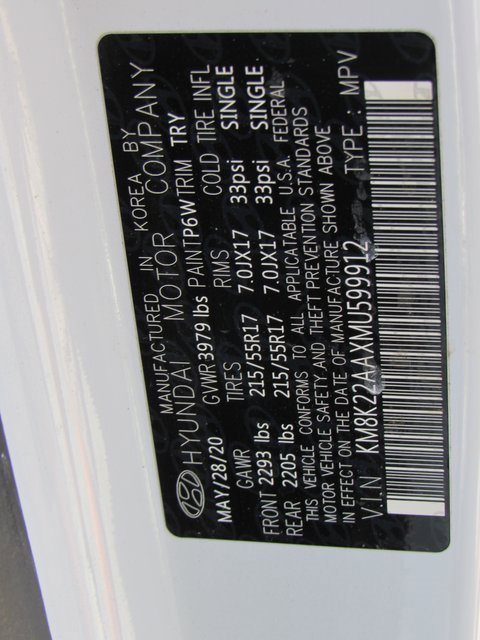 MANUFACTURED IN KOREA BY
HYUNDAI MOTOR COMPANY
MAY/28/20 GVWR 3979 lbs PAINT P6W TRIM TRY
GAWR TIRES RIMS COLD TIRE INFL
FRONT 2293 lbs 215/55R17 7.0JX17 33psi SINGLE
REAR 2205 lbs 215/55R17 7.0JX17 33psi SINGLE
THIS VEHICLE CONFORMS TO ALL APPLICABLE U.S.A. FEDERAL
MOTOR VEHICLE SAFETY AND THEFT PREVENTION STANDARDS
IN EFFECT ON THE DATE OF MANUFACTURE SHOWN ABOVE
VIN KM8K22AAXMU599912 TYPE : MPV